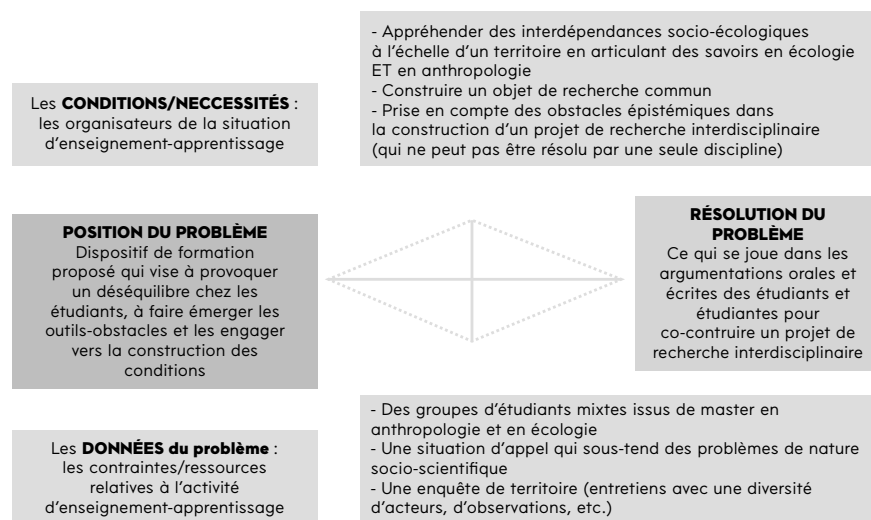 - Appréhender des interdépendances socio-écologiques
à l'échelle d'un territoire en articulant des savoirs en écologie
ET en anthropologie
- Construire un objet de recherche commun
- Prise en compte des obstacles épistémiques dans
la construction d'un projet de recherche interdisciplinaire
(qui ne peut pas être résolu par une seule discipline)
Les CONDITIONS/NECCESSITÉS :
les organisateurs de la situation
d'enseignement-apprentissage
POSITION DU PROBLÈME
Dispositif de formation
proposé qui vise à provoquer
un déséquilibre chez les
étudiants, à faire émerger les
outils-obstacles et les engager
vers la construction des
conditions
RÉSOLUTION DU
PROBLÈME
Ce qui se joue dans les
argumentations orales et
écrites des étudiants et
étudiantes pour
co-contruire un projet de
recherche interdisciplinaire
Les DONNÉES du problème :
les contraintes/ressources
relatives à l'activité
d'enseignement-apprentissage
- Des groupes d'étudiants mixtes issus de master en
anthropologie et en écologie
- Une situation d'appel qui sous-tend des problèmes de nature
socio-scientifique
- Une enquête de territoire (entretiens avec une diversité
d'acteurs, d'observations, etc.)